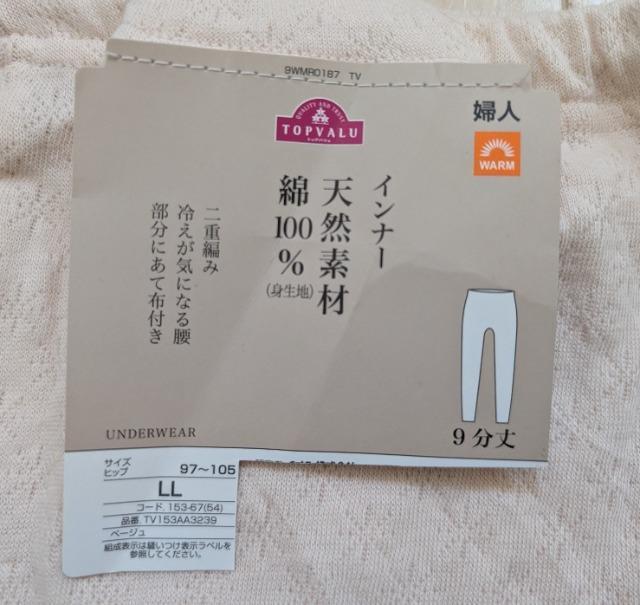 9WMR0187 TV
QUALITY AND TRUST
TOPVALU
婦人
WARM
インナー
天然素材
綿100%
(身生地)
二重編み
冷えが気になる腰
部分にあて布付き
9分丈
UNDERWEAR
サイズ
ヒップ
97〜105
LL
コード. 153-67(54)
品番. TV153AA3239
ベージュ
組成表示は縫いつけ表示ラベルを
参照してください。